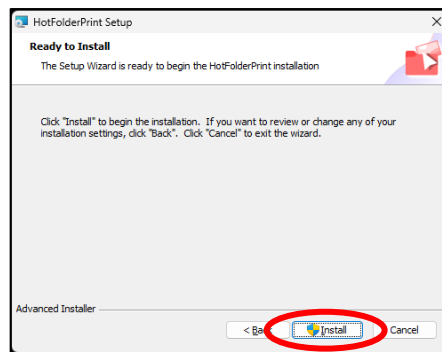 HotFolderPrint Setup
Ready to Install
The Setup Wizard is ready to begin the HotFolderPrint installation
Click "Install" to begin the installation. If you want to review or change any of your
installation settings, click "Back". Click "Cancel" to exit the wizard.
Advanced Installer
< Install Cancel